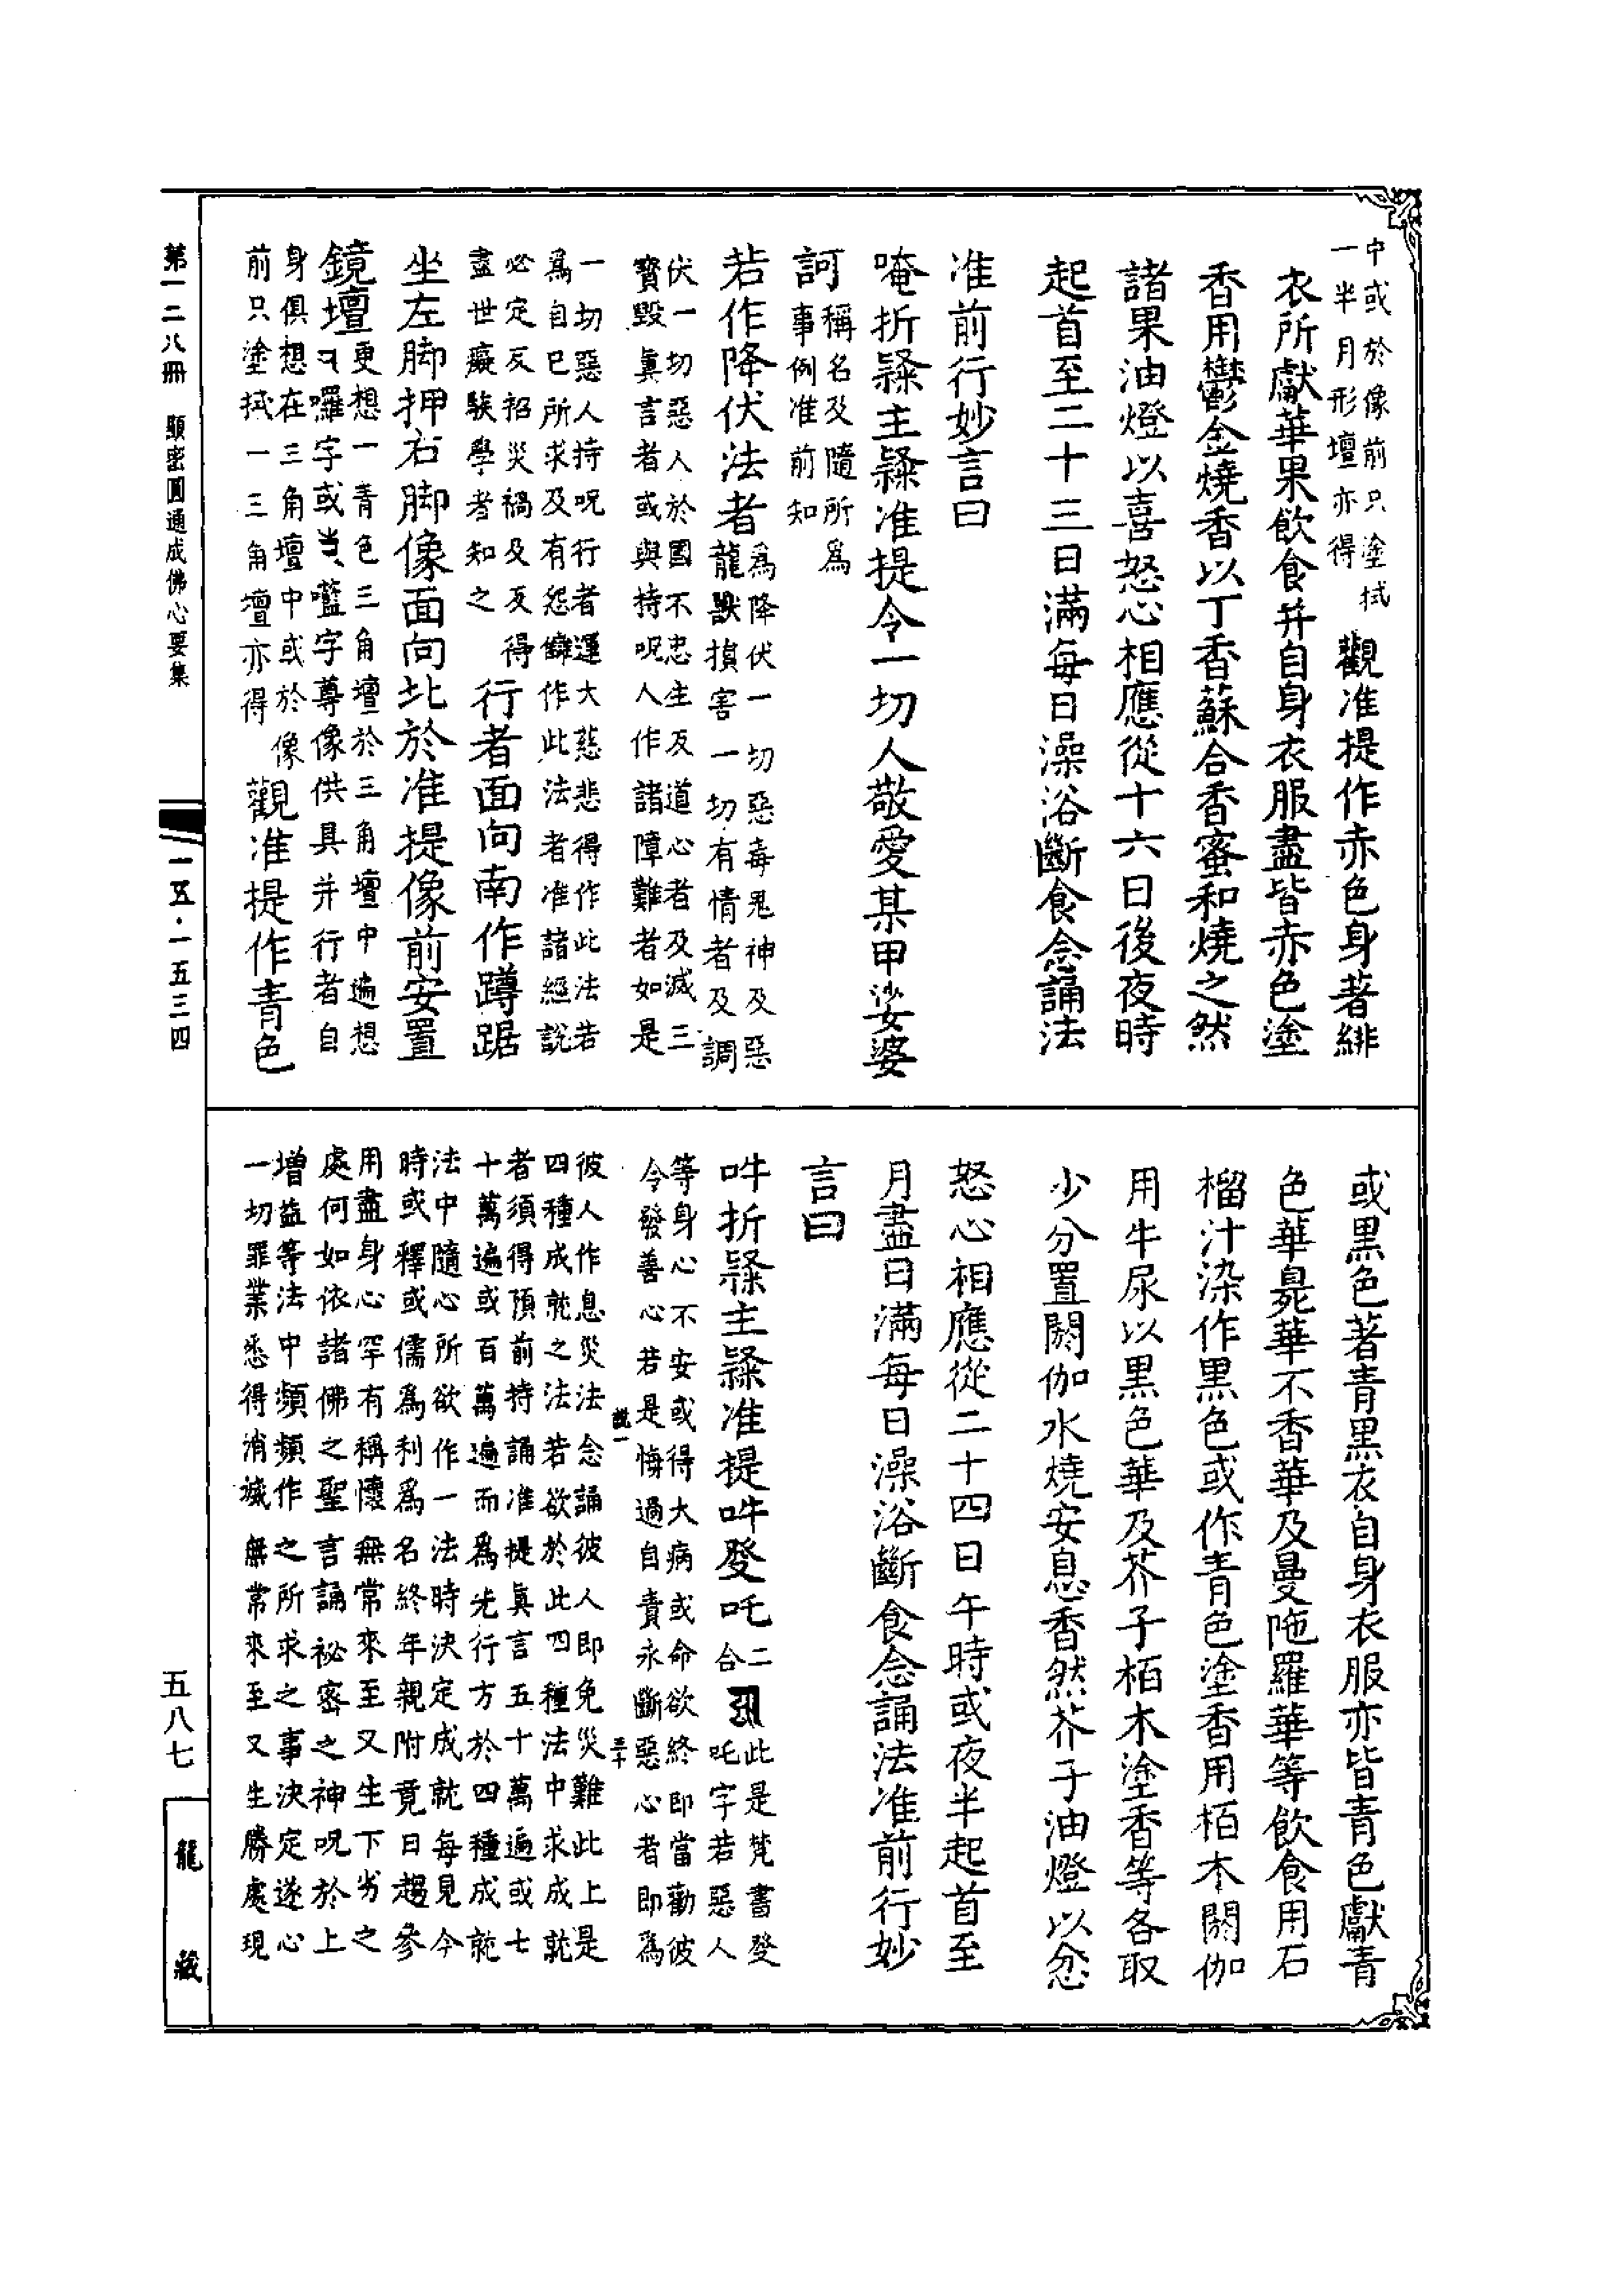 中或於像前只塗拭
一半月形壇亦得
觀准提作赤色身著緋
衣所獻華果飲食并自身衣服盡皆赤色塗
香用鬱金燒香以丁香蘇合香蜜和燒之然
諸果油燈以喜怒心相應從十六日後夜時
起首至二十三日滿每日澡浴斷食念誦法
准前行妙言曰
唵折隸主隸准提令一切人敬愛某甲娑婆
訶
稱名及隨所為
事例准前知
若作降伏法者
為降伏一切惡毒鬼神及惡
龍獸損害一切有情者及調
伏一切惡人於國不忠生反道心者及滅三
寶毀真言者或與持呪人作諸障難者如是
一切惡人持呪行者運大慈悲得作此法若
為自己所求及有怨讎作此法者准諸經說
必定反招災禍及反得
盡世癡騃學者知之
行者面向南作蹲踞
坐左脚押右脚像面向北於准提像前安置
鏡壇
更想一青色三角壇於三角壇中遍想
囉字或㘕字尊像供具并行者自
身俱想在三角壇中或於像
前只塗拭一三角壇亦得
觀准提作青色
或黑色著青黑衣自身衣服亦皆青色獻青
色華臭華不香華及曼陁羅華等飲食用石
榴汁染作黑色或作青色塗香用栢木閼伽
用牛尿以黑色華及芥子栢木塗香等各取
少分置閼伽水燒安息香然芥子油燈以忿
怒心相應從二十四日午時或夜半起首至
月盡日滿每日澡浴斷食念誦法准前行妙
言曰
吽折隸主隸准提吽發吒
二
合
此是梵書發
吒字若惡人
等身心不安或得大病或命欲終即當勸彼
令發善心若是悔過自責永斷惡心者即為
彼人作息災法念誦彼人即免災難此上是
四種成就之法若欲於此四種法中求成就
者須得預前持誦准提真言五十萬遍或七
十萬遍或百萬遍而為先行方於四種成就
法中隨心所欲作一法時決定成就每見今
時或釋或儒為利為名終年親附竟日趨參
用盡身心罕有稱懷無常來至又生下劣之
處何如依諸佛之聖言誦祕密之神呪於上
增益等法中頻頻作之所求之事決定遂心
一切罪業悉得消滅無常來至又生勝處現
第一二八冊 顯密圓通成佛心要集
一五·一五三四
五八七
龍藏